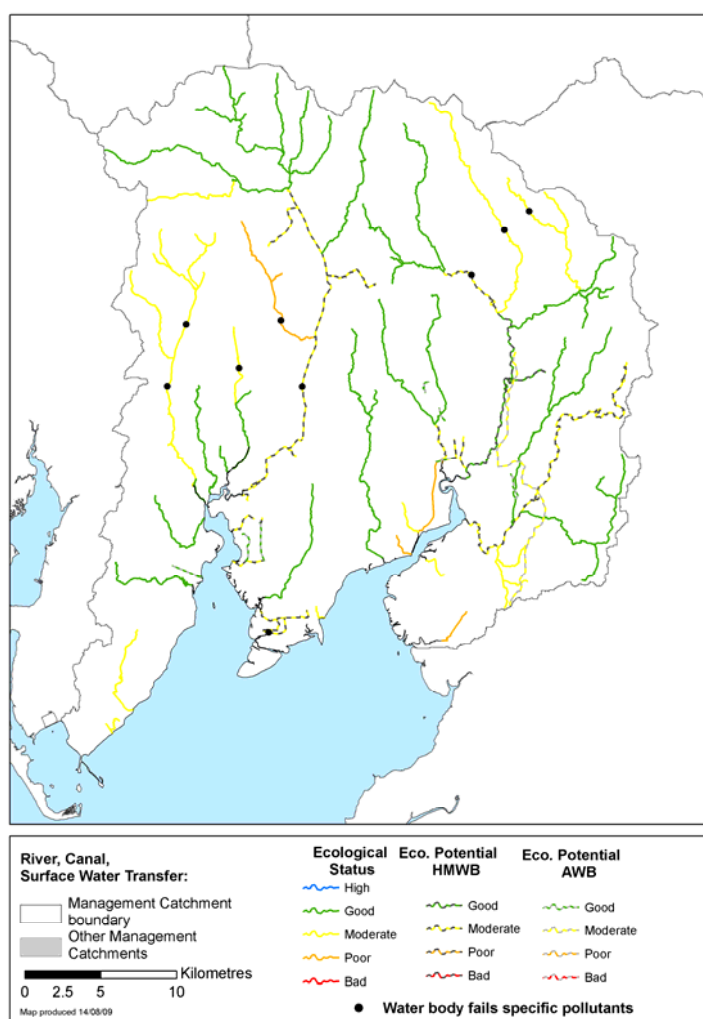 River, Canal,
Surface Water Transfer:
Management Catchment
boundary
Other Management
Catchments
Kilometres
0 2.5 5 10
Map produced 14/08/09
Ecological
Status
High
Good
Moderate
Poor
Bad
Eco. Potential
HMWB
Good
Moderate
Poor
Bad
Eco. Potential
AWB
Good
Moderate
Poor
Bad
Water body fails specific pollutants